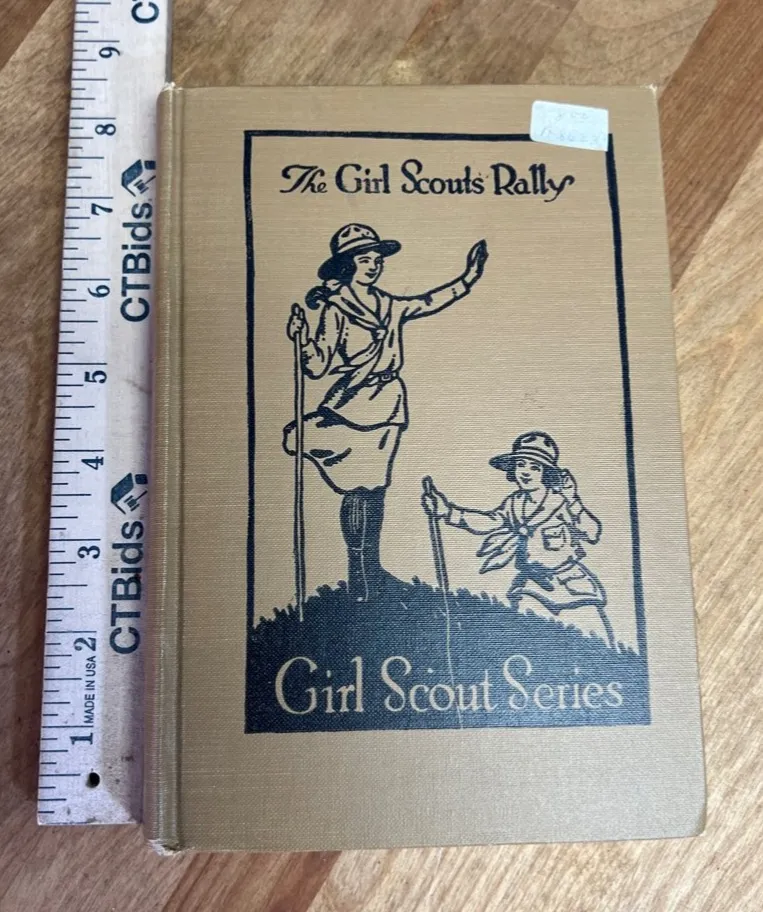 The Girl Scouts Rally
Girl Scout Series
CTBids
CTBids
MADE IN USA
1
2
3
4
5
6
7
8
9